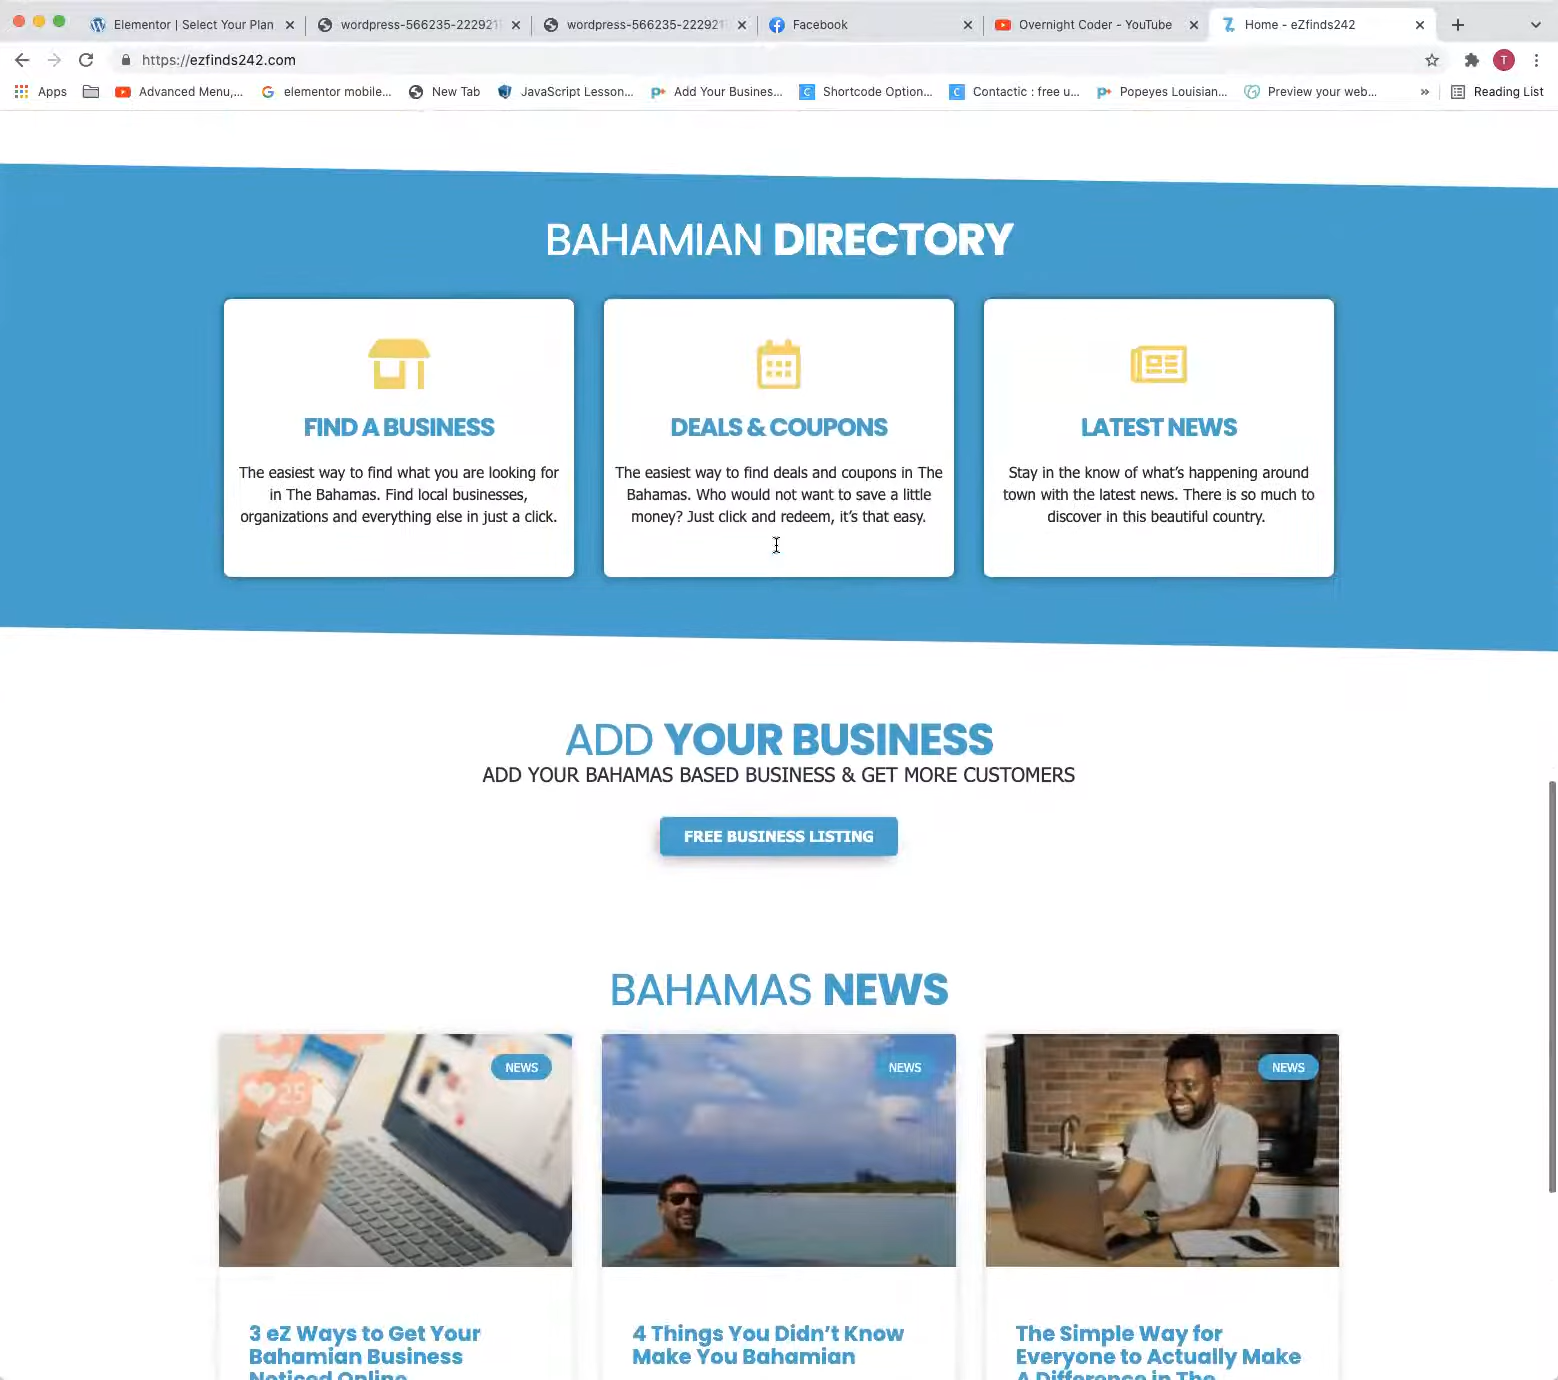 Elementor | Select Your Plan
wordpress-566235-222921
wordpress-566235-222921
Facebook
Overnight Coder - YouTube
Home - eZfinds242
https://ezfinds242.com
T
Apps
Advanced Menu,...
elementor mobile...
New Tab
JavaScript Lesson...
Add Your Busines...
Shortcode Option...
Contactic : free u...
Popeyes Louisian...
Preview your web...
»
Reading List
BAHAMIAN DIRECTORY
FIND A BUSINESS
The easiest way to find what you are looking for
in The Bahamas. Find local businesses,
organizations and everything else in just a click.
DEALS & COUPONS
The easiest way to find deals and coupons in The
Bahamas. Who would not want to save a little
money? Just click and redeem, it's that easy.
LATEST NEWS
Stay in the know of what's happening around
town with the latest news. There is so much to
discover in this beautiful country.
ADD YOUR BUSINESS
ADD YOUR BAHAMAS BASED BUSINESS & GET MORE CUSTOMERS
FREE BUSINESS LISTING
BAHAMAS NEWS
25
NEWS
NEWS
NEWS
3 eZ Ways to Get Your
Bahamian Business
Noticed Online
4 Things You Didn't Know
Make You Bahamian
The Simple Way for
Everyone to Actually Make
A Difference in The